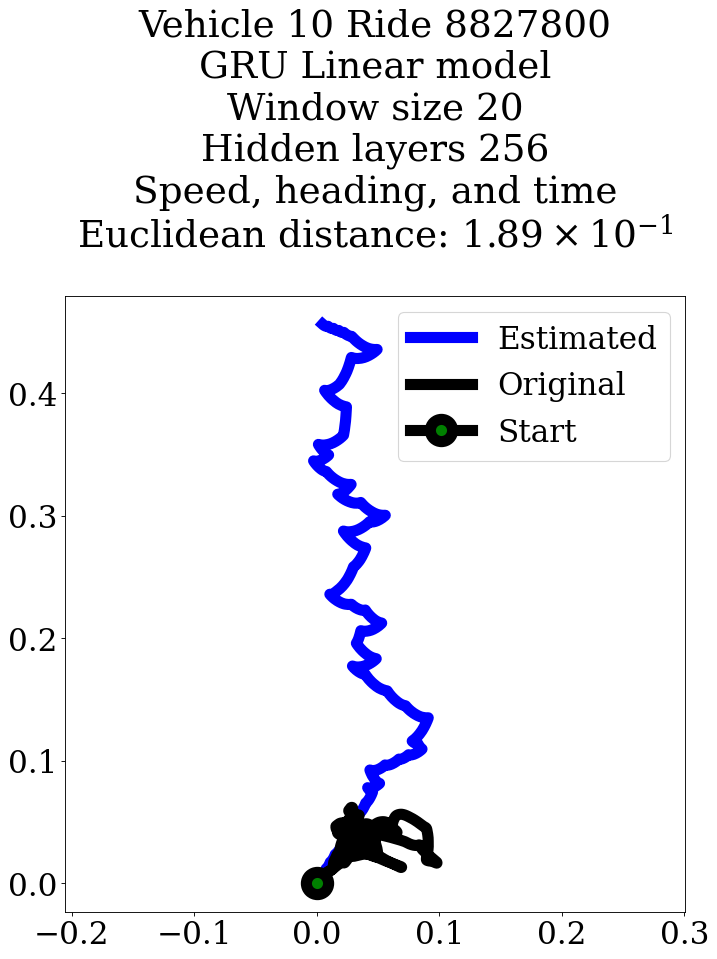 Vehicle 10 Ride 8827800
GRU Linear model
Window size 20
Hidden layers 256
Speed, heading, and time
Euclidean distance: 1.89 × 10⁻¹
Estimated
Original
Start
0.4
0.3
0.2
0.1
0.0
−0.2 −0.1 0.0 0.1 0.2 0.3